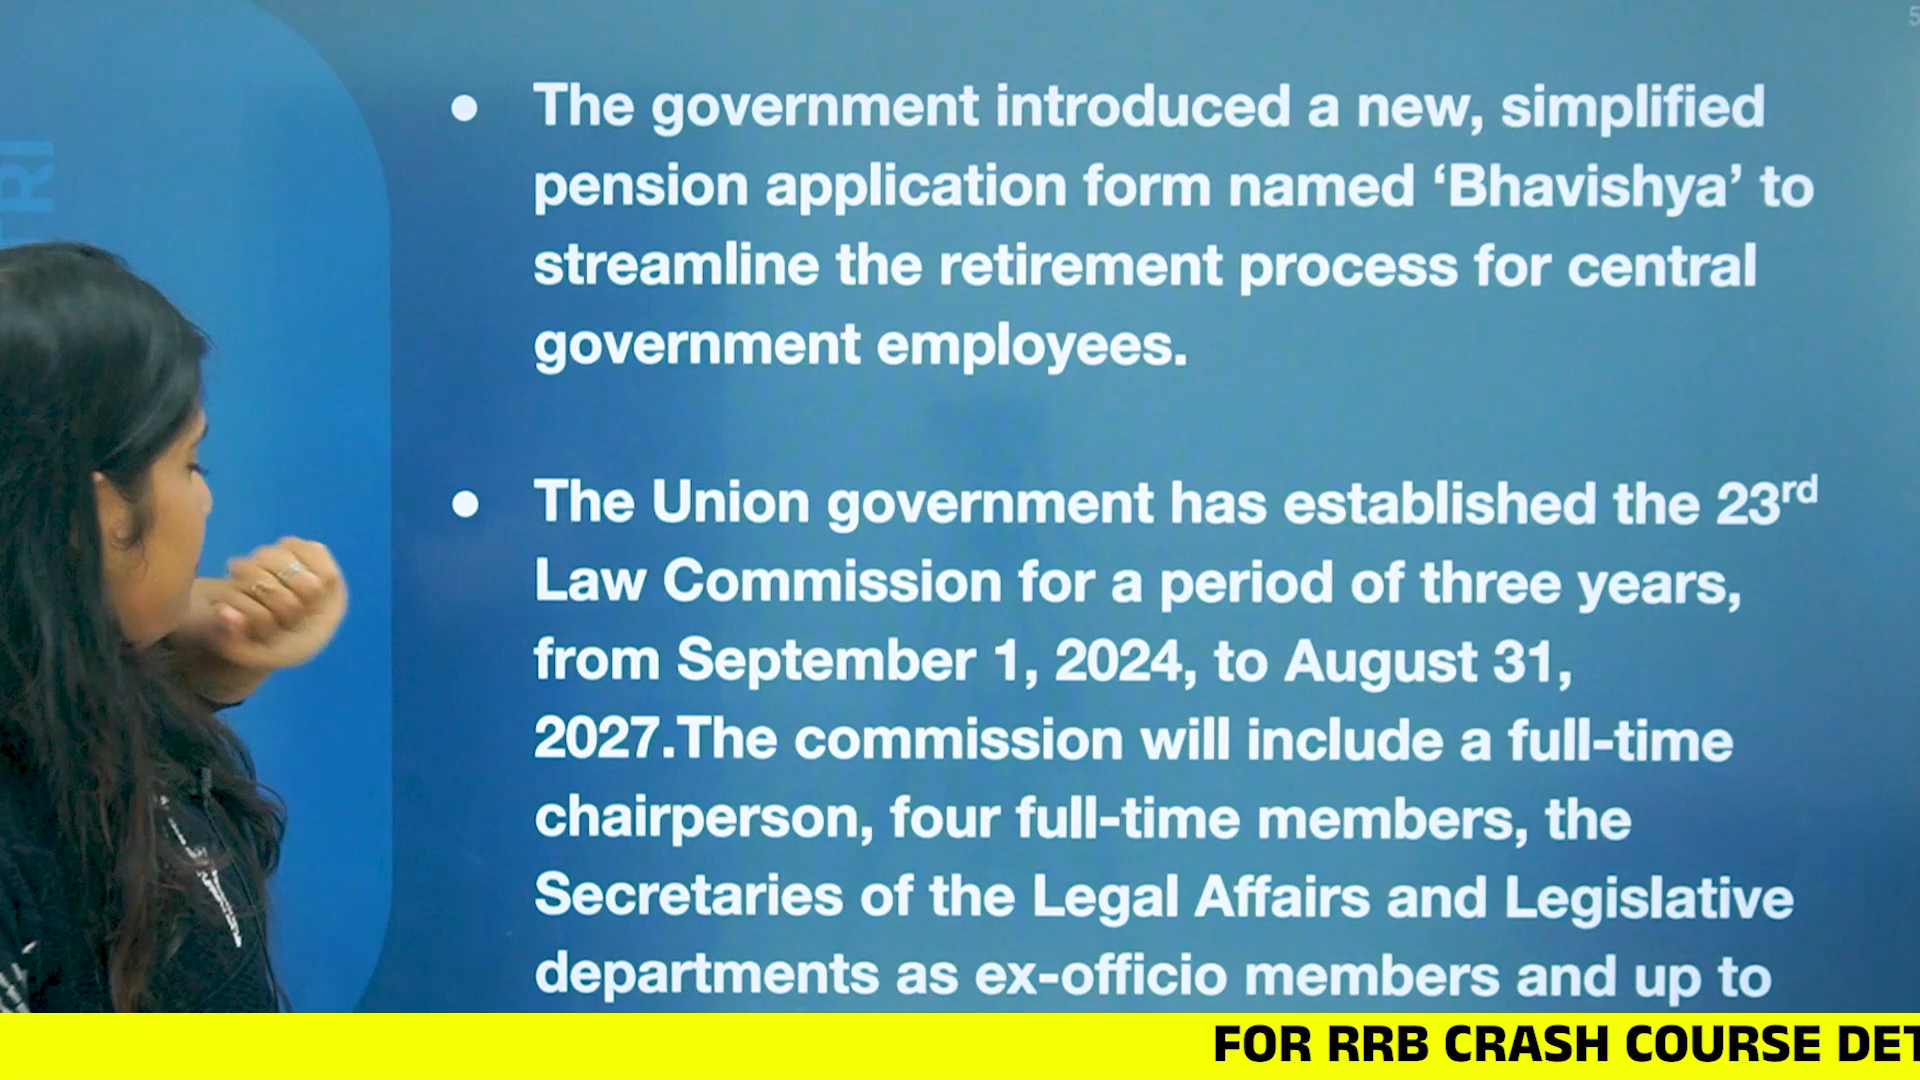 The government introduced a new, simplified
pension application form named ‘Bhavishya’ to
streamline the retirement process for central
government employees.
The Union government has established the 23rd
Law Commission for a period of three years,
from September 1, 2024, to August 31,
2027.The commission will include a full-time
chairperson, four full-time members, the
Secretaries of the Legal Affairs and Legislative
departments as ex-officio members and up to
FOR RRB CRASH COURSE DET